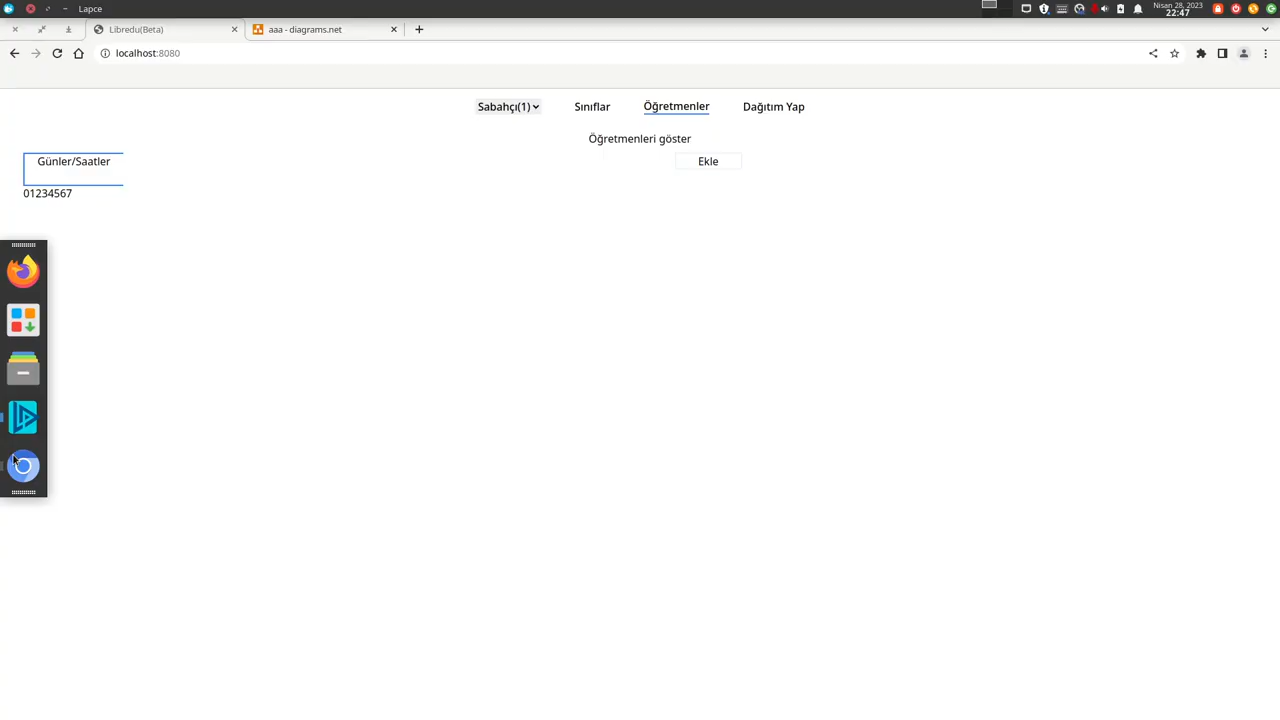 Lapce
Nisan 28, 2023
22:47
Libredu(Beta)
aaa - diagrams.net
localhost:8080
Sabahçı(1) Sınıflar Öğretmenler Dağıtım Yap
Öğretmenleri göster
Günler/Saatler Ekle
01234567